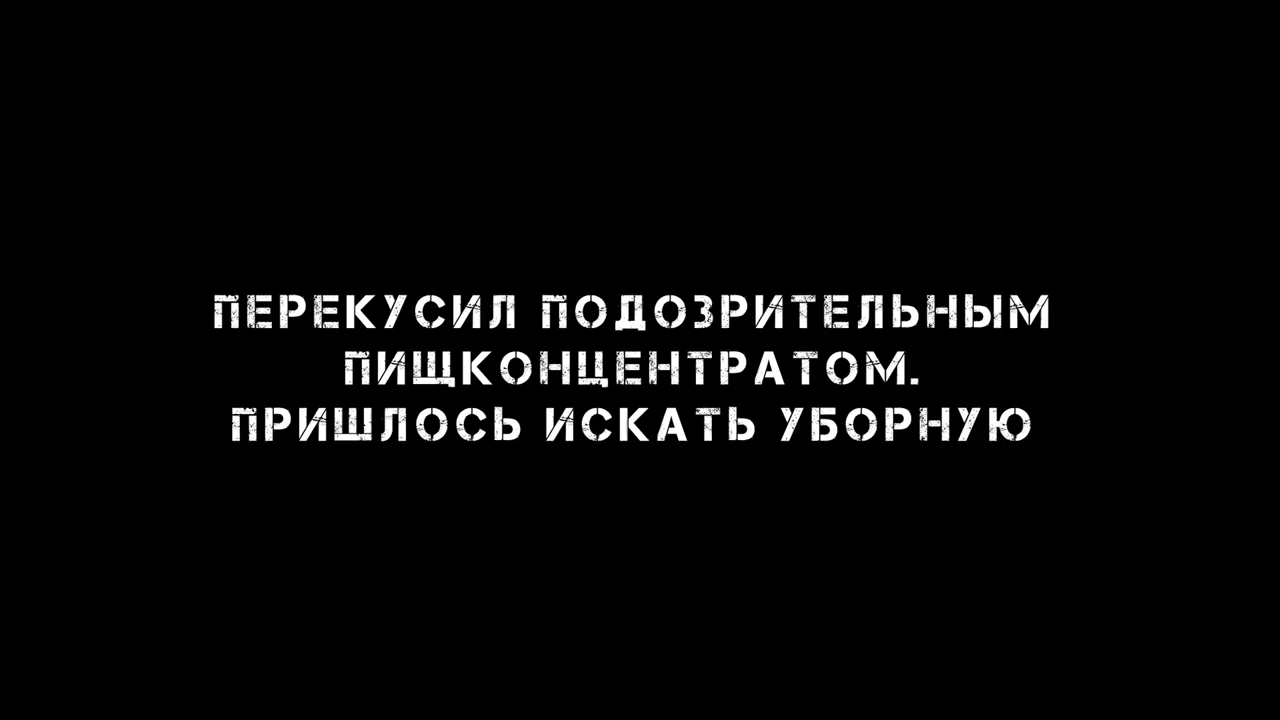 ПЕРЕКУСИЛ ПОДОЗРИТЕЛЬНЫМ
ПИЩКОНЦЕНТРАТОМ.
ПРИШЛОСЬ ИСКАТЬ УБОРНУЮ